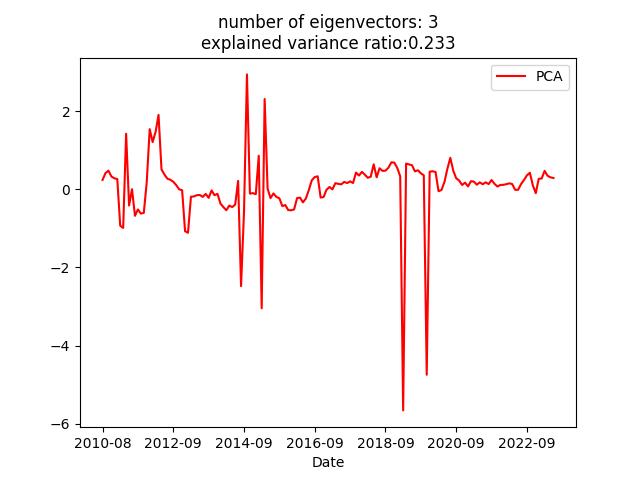 number of eigenvectors: 3
explained variance ratio:0.233
PCA
2
0
−2
−4
−6
2010-08 2012-09 2014-09 2016-09 2018-09 2020-09 2022-09
Date